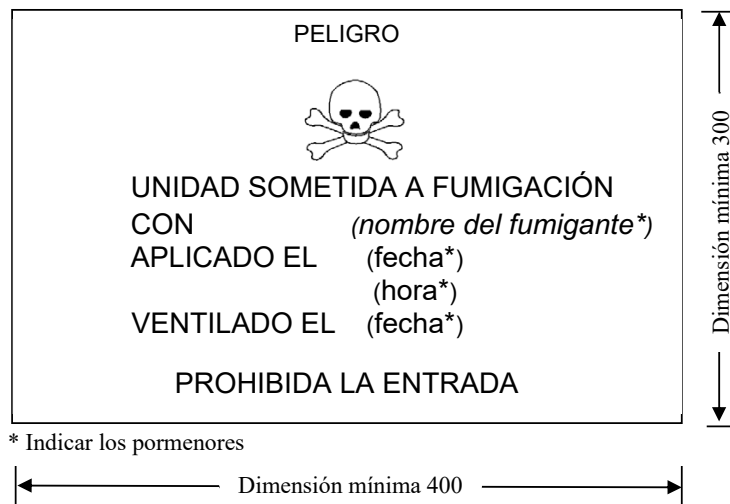 PELIGRO
UNIDAD SOMETIDA A FUMIGACIÓN
CON (nombre del fumigante*)
APLICADO EL (fecha*)
(hora*)
VENTILADO EL (fecha*)
PROHIBIDA LA ENTRADA
Dimensión mínima 300
* Indicar los pormenores
Dimensión mínima 400